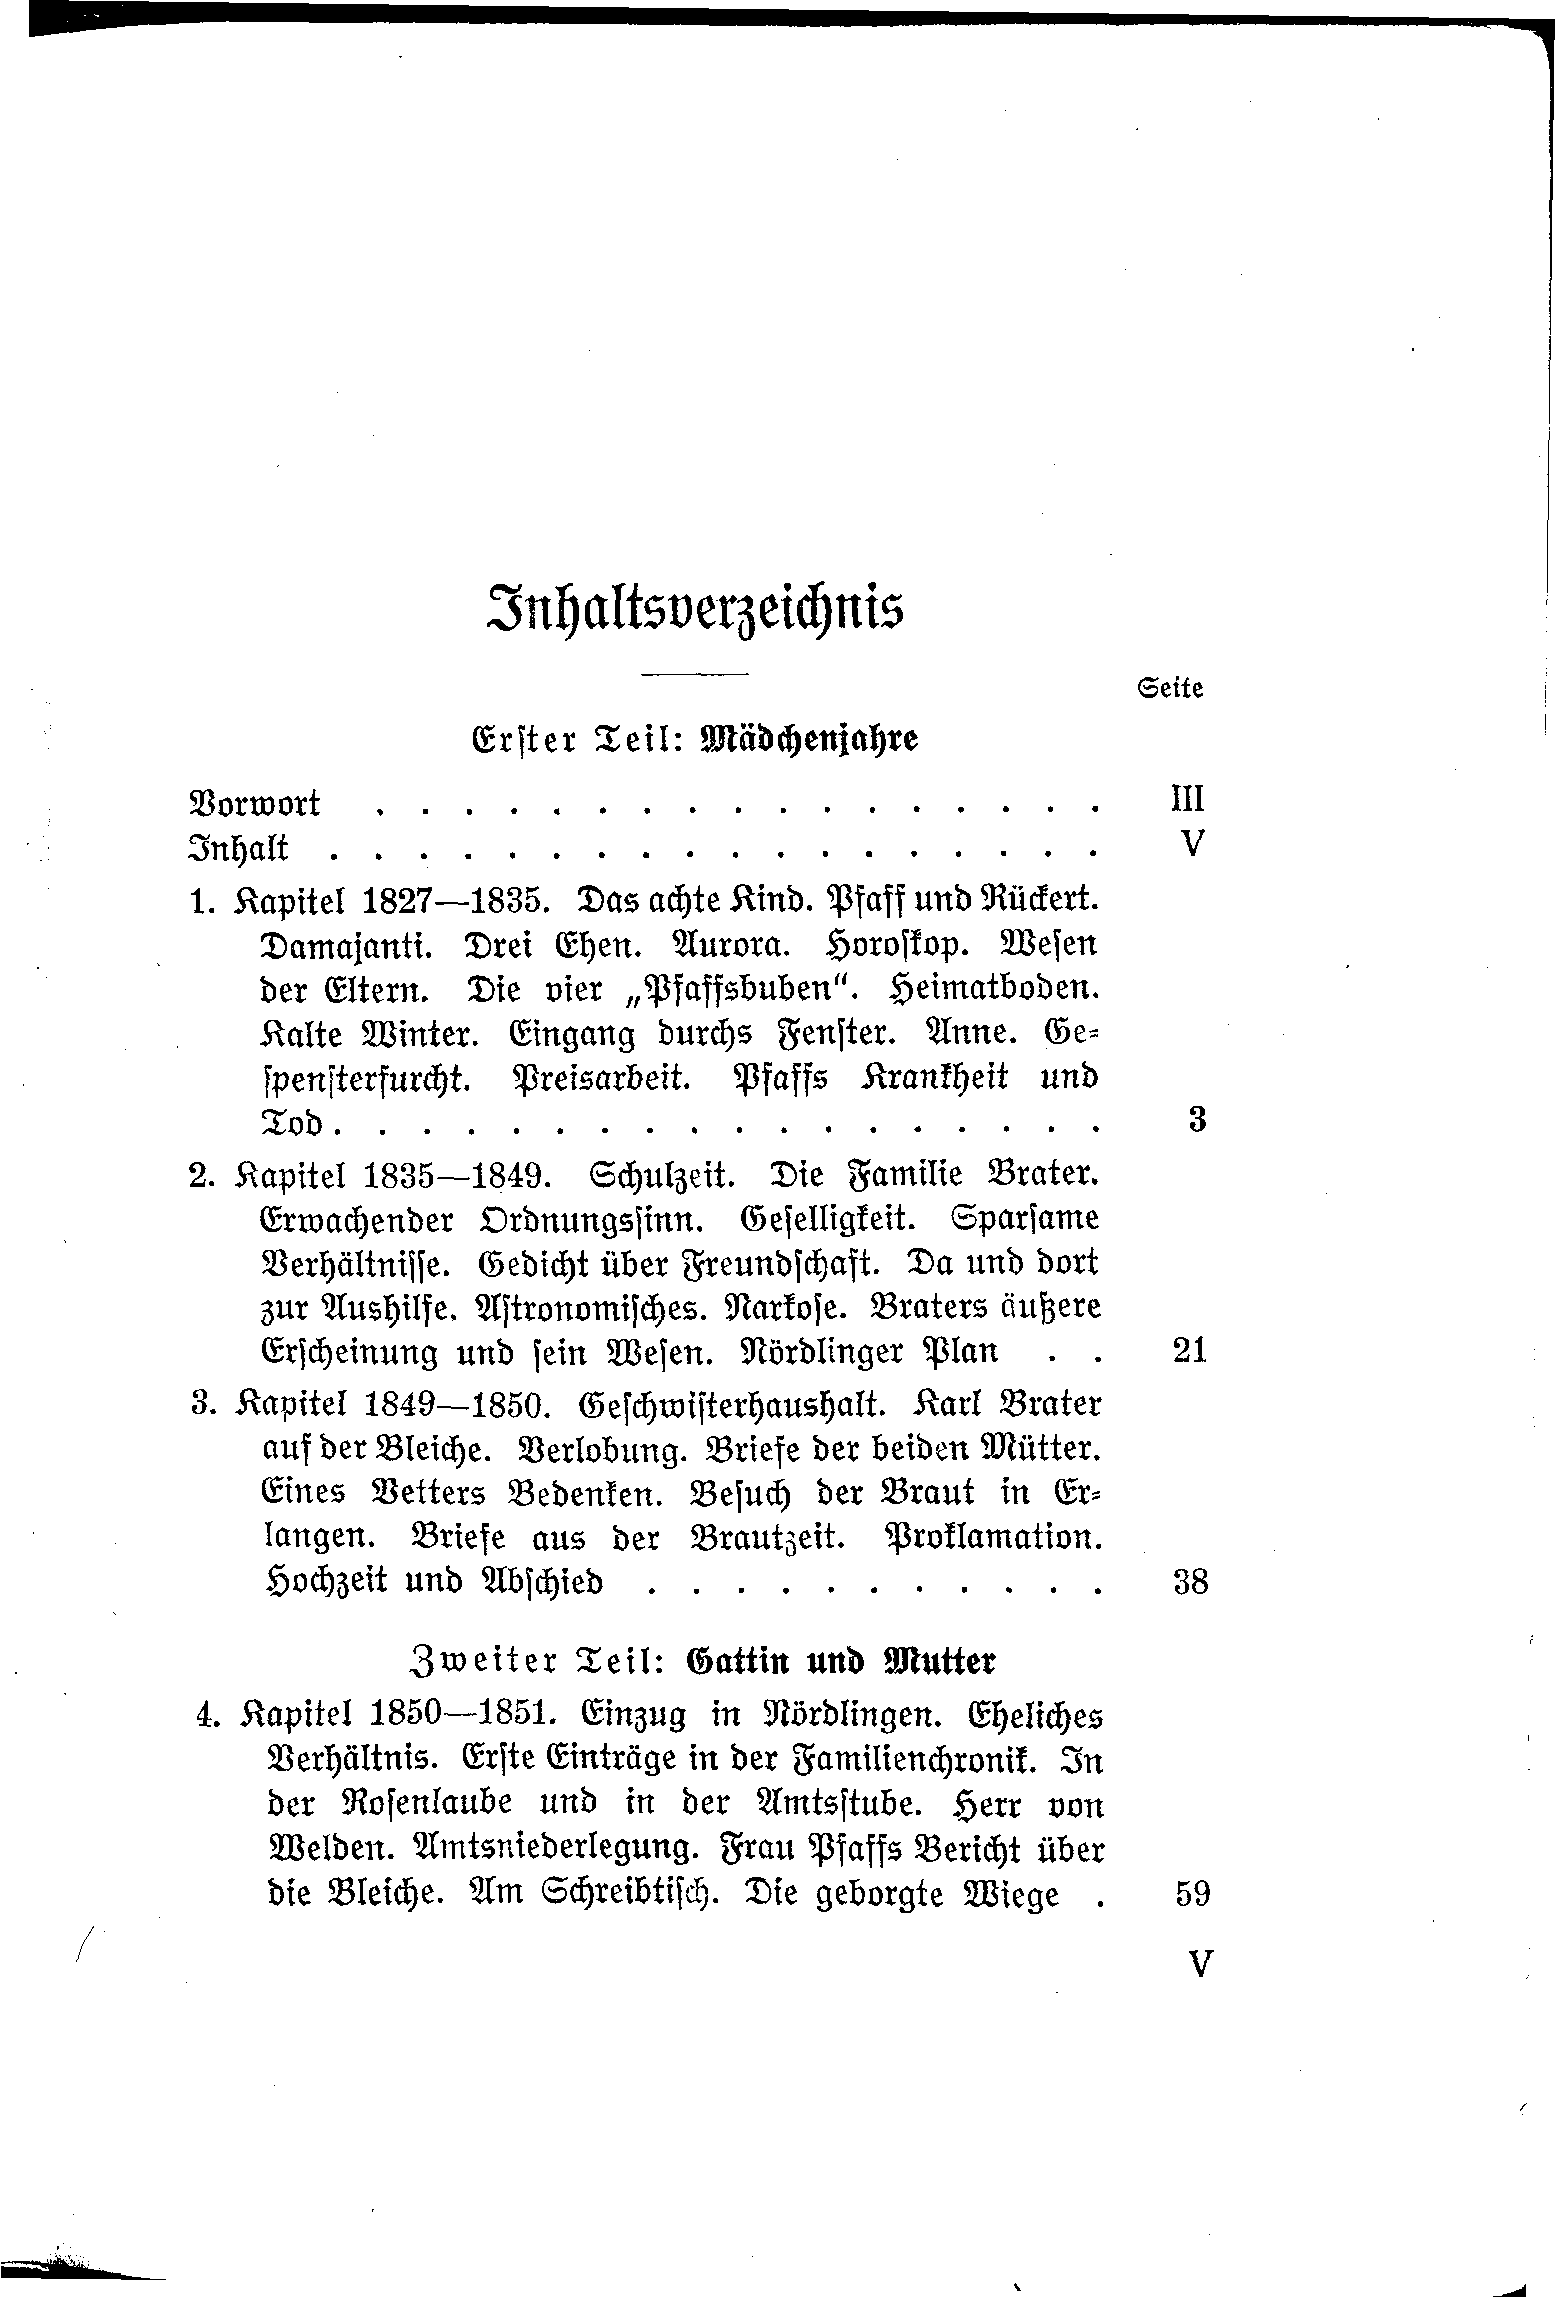 Inhaltsverzeichnis
Seite
Erster Teil: Mädchenjahre
Vorwort . . . . . . . . . . . . . . . . . III
Inhalt . . . . . . . . . . . . . . . . . . V
1. Kapitel 1827—1835. Das achte Kind. Pfaff und Rückert.
Damajanti. Drei Ehen. Aurora. Horoskop. Wesen
der Eltern. Die vier „Pfaffsbuben“. Heimatboden.
Kalte Winter. Eingang durchs Fenster. Anne. Ge-
spensterfurcht. Preisarbeit. Pfaffs Krankheit und
Tod . . . . . . . . . . . . . . . . . . 3
2. Kapitel 1835—1849. Schulzeit. Die Familie Brater.
Erwachender Ordnungssinn. Geselligkeit. Sparsame
Verhältnisse. Gedicht über Freundschaft. Da und dort
zur Aushilfe. Astronomisches. Narkose. Braters äußere
Erscheinung und sein Wesen. Nördlinger Plan . . 21
3. Kapitel 1849—1850. Geschwisterhaushalt. Karl Brater
auf der Bleiche. Verlobung. Briefe der beiden Mütter.
Eines Vetters Bedenken. Besuch der Braut in Er-
langen. Briefe aus der Brautzeit. Proklamation.
Hochzeit und Abschied . . . . . . . . . . . 38
Zweiter Teil: Gattin und Mutter
4. Kapitel 1850—1851. Einzug in Nördlingen. Eheliches
Verhältnis. Erste Einträge in der Familienchronik. In
der Rosenlaube und in der Amtsstube. Herr von
Welden. Amtsniederlegung. Frau Pfaffs Bericht über
die Bleiche. Am Schreibtisch. Die geborgte Wiege . 59
V